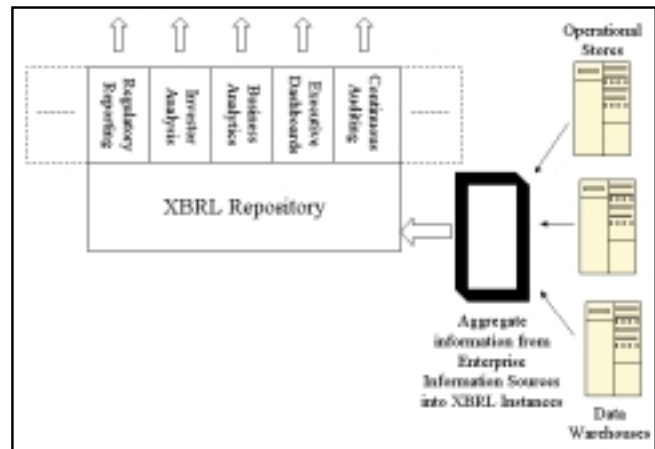 Operational
Stores
Regulatory
Reporting
Investor
Analysis
Business
Analytics
Executive
Dashboards
Continuous
Auditing
XBRL Repository
Aggregate
information from
Enterprise
Information Sources
into XBRL Instances
Data
Warehouses